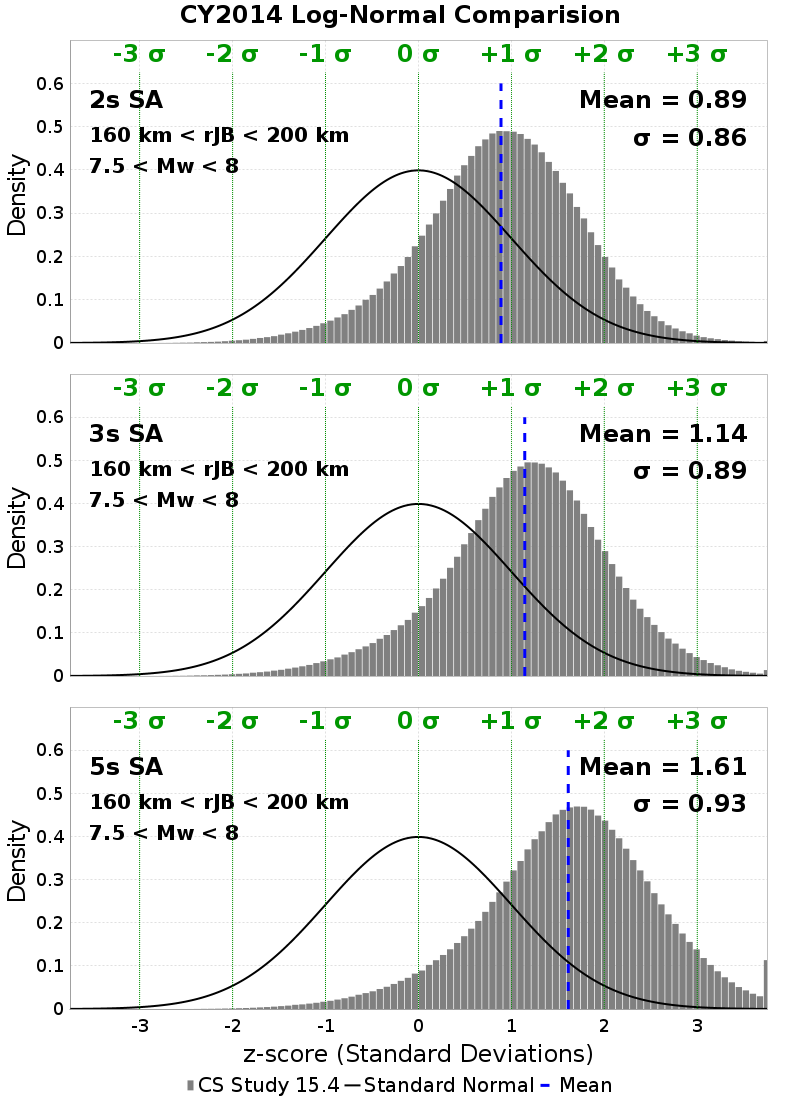 CY2014 Log-Normal Comparision
-3 σ -2 σ -1 σ 0 σ +1 σ +2 σ +3 σ
2s SA
Mean = 0.89
160 km < rJB < 200 km
σ = 0.86
7.5 < Mw < 8
Density
0.6
0.5
0.4
0.3
0.2
0.1
0
-3 σ -2 σ -1 σ 0 σ +1 σ +2 σ +3 σ
3s SA
Mean = 1.14
160 km < rJB < 200 km
σ = 0.89
7.5 < Mw < 8
Density
0.6
0.5
0.4
0.3
0.2
0.1
0
-3 σ -2 σ -1 σ 0 σ +1 σ +2 σ +3 σ
5s SA
Mean = 1.61
160 km < rJB < 200 km
σ = 0.93
7.5 < Mw < 8
Density
0.6
0.5
0.4
0.3
0.2
0.1
0
-3 -2 -1 0 1 2 3
z-score (Standard Deviations)
CS Study 15.4 Standard Normal Mean